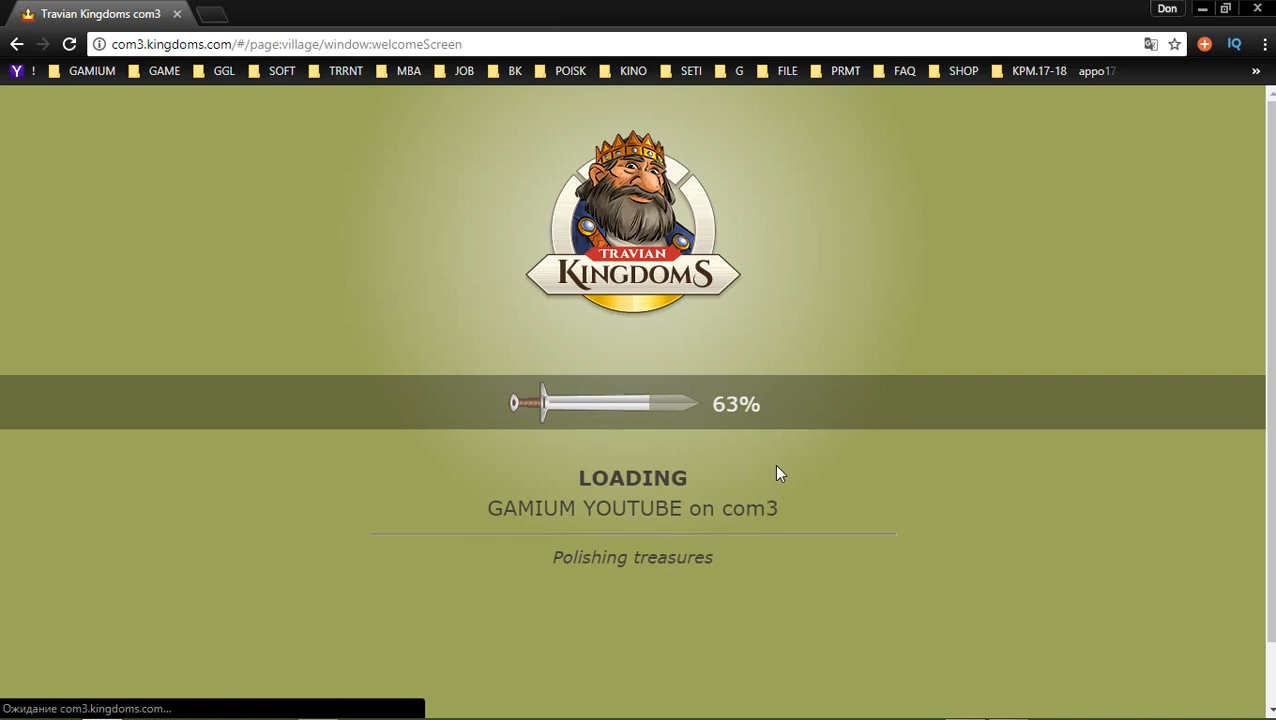 Travian Kingdoms com3
Don
com3.kingdoms.com/#/page:village/window:welcomeScreen
! GAMIUM GAME GGL SOFT TRRNT MBA JOB BK POISK KINO SETI G FILE PRMT FAQ SHOP KPM.17-18 appo17 »
TRAVIAN
KINGDOMS
63%
LOADING
GAMIUM YOUTUBE on com3
Polishing treasures
Ожидание com3.kingdoms.com...